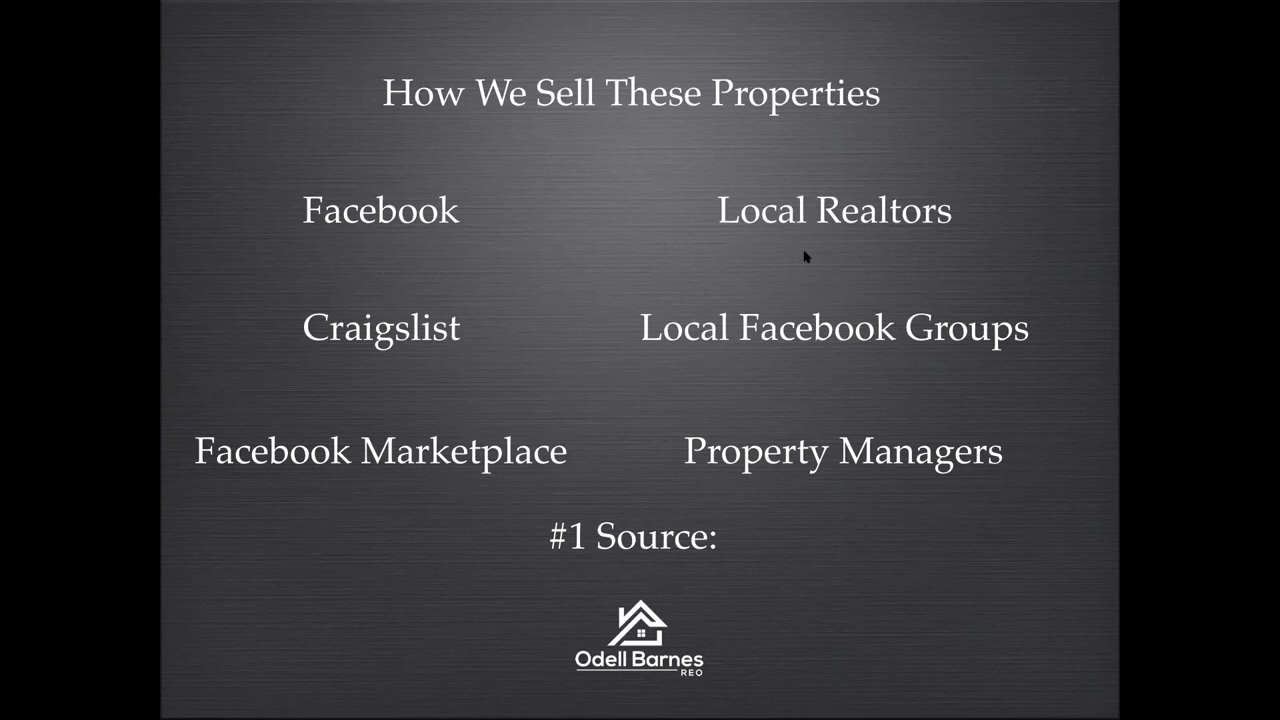 How We Sell These Properties
Facebook
Local Realtors
Craigslist
Local Facebook Groups
Facebook Marketplace
Property Managers
#1 Source:
Odell Barnes
REO